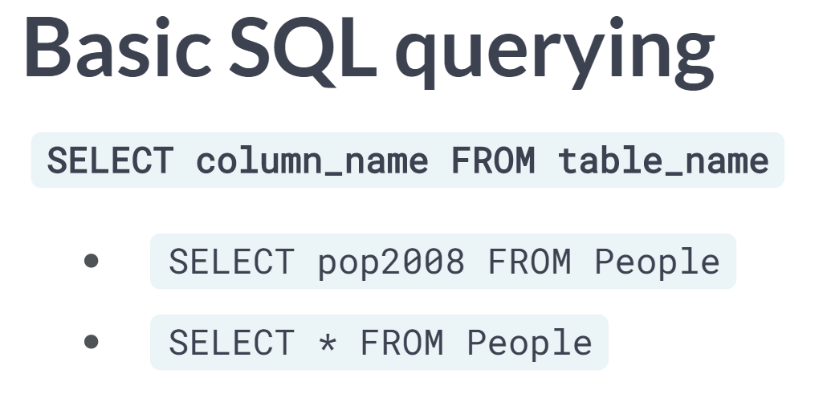 Basic SQL querying
SELECT column_name FROM table_name
• SELECT pop2008 FROM People
• SELECT * FROM People